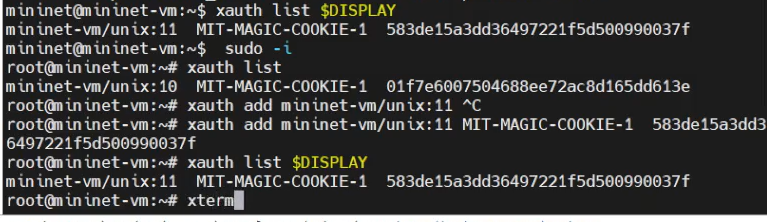 mininet@mininet-vm:~$ xauth list $DISPLAY
mininet-vm/unix:11  MIT-MAGIC-COOKIE-1  583de15a3dd36497221f5d500990037f
mininet@mininet-vm:~$  sudo -i
root@mininet-vm:~# xauth list
mininet-vm/unix:10  MIT-MAGIC-COOKIE-1  01f7e6007504688ee72ac8d165dd613e
root@mininet-vm:~# xauth add mininet-vm/unix:11 ^C
root@mininet-vm:~# xauth add mininet-vm/unix:11 MIT-MAGIC-COOKIE-1  583de15a3dd3
6497221f5d500990037f
root@mininet-vm:~# xauth list $DISPLAY
mininet-vm/unix:11  MIT-MAGIC-COOKIE-1  583de15a3dd36497221f5d500990037f
root@mininet-vm:~# xterm